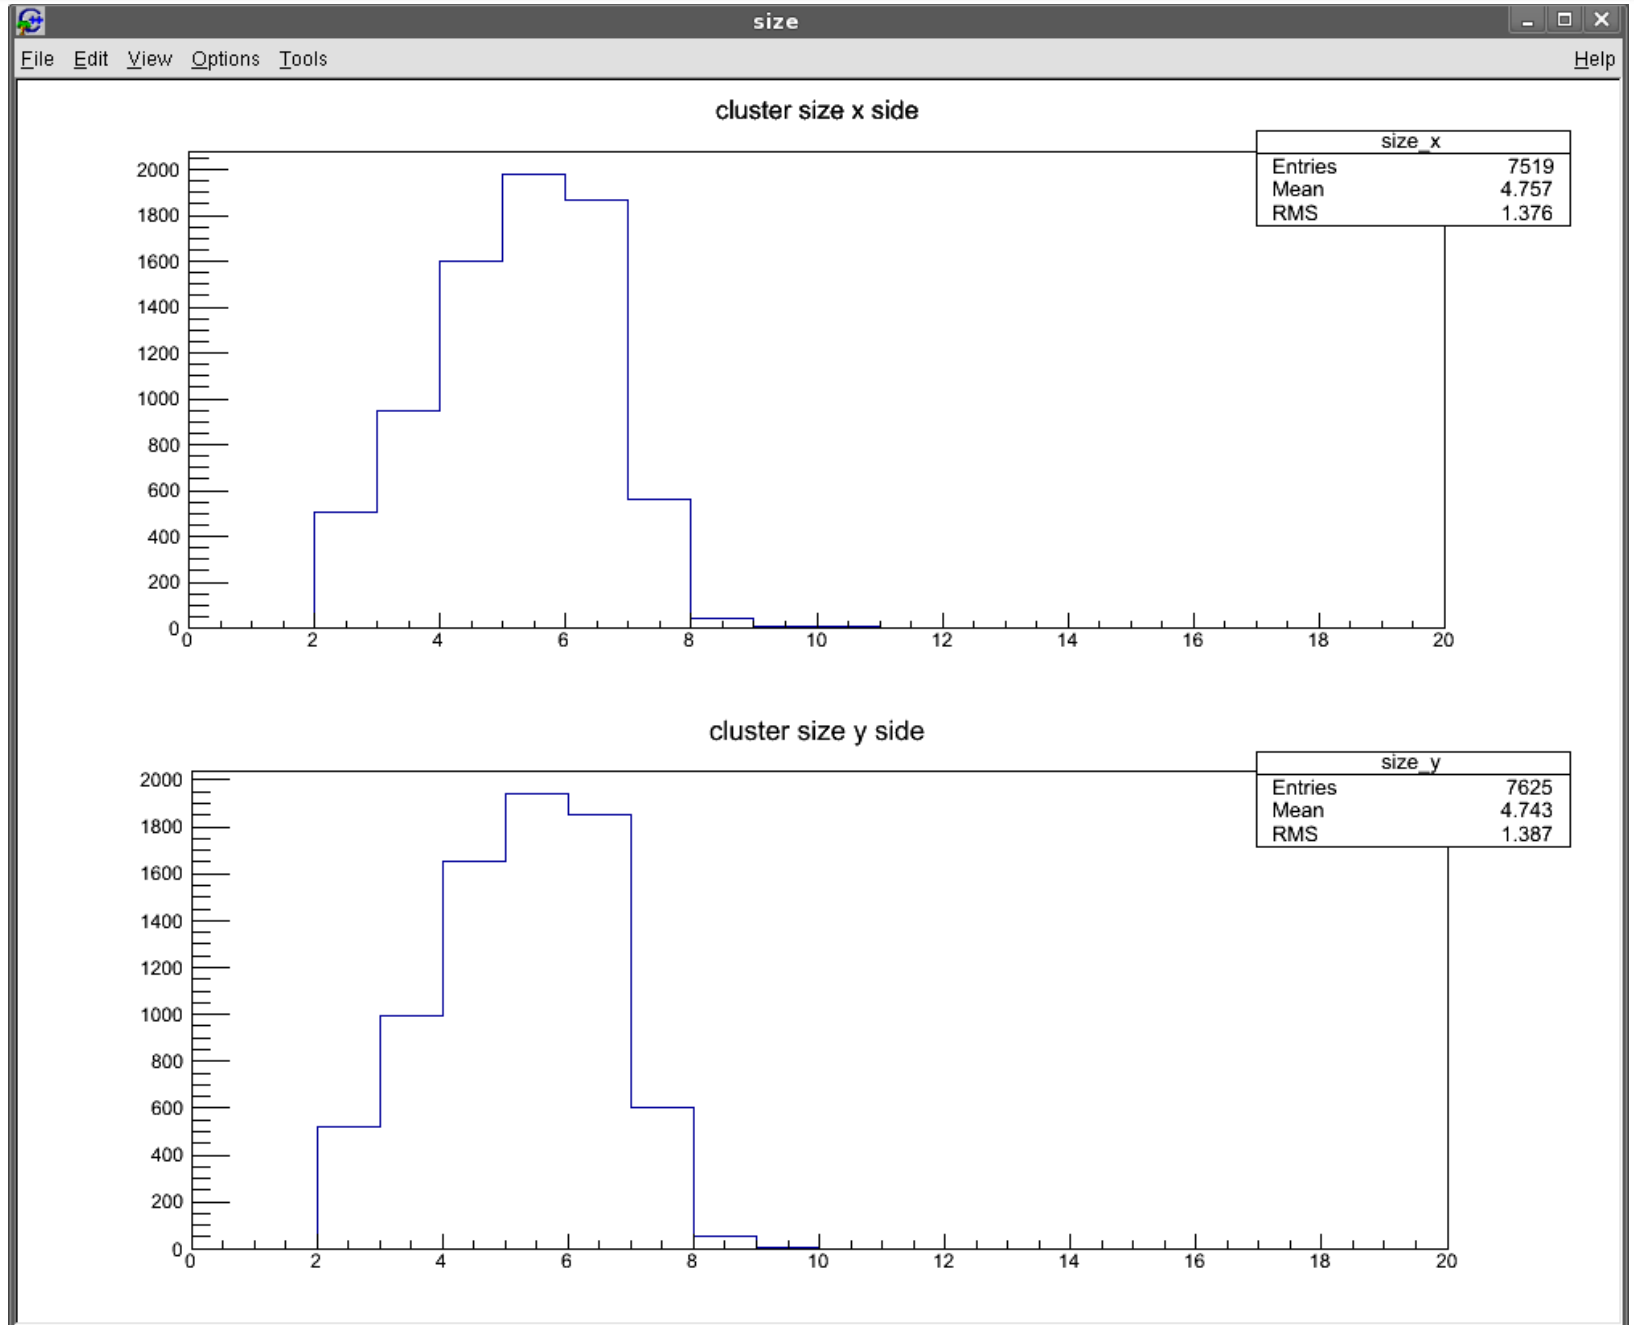 size
File Edit View Options Tools Help
cluster size x side
size_x
Entries 7519
Mean 4.757
RMS 1.376
2000
1800
1600
1400
1200
1000
800
600
400
200
0
0 2 4 6 8 10 12 14 16 18 20
cluster size y side
size_y
Entries 7625
Mean 4.743
RMS 1.387
2000
1800
1600
1400
1200
1000
800
600
400
200
0
0 2 4 6 8 10 12 14 16 18 20